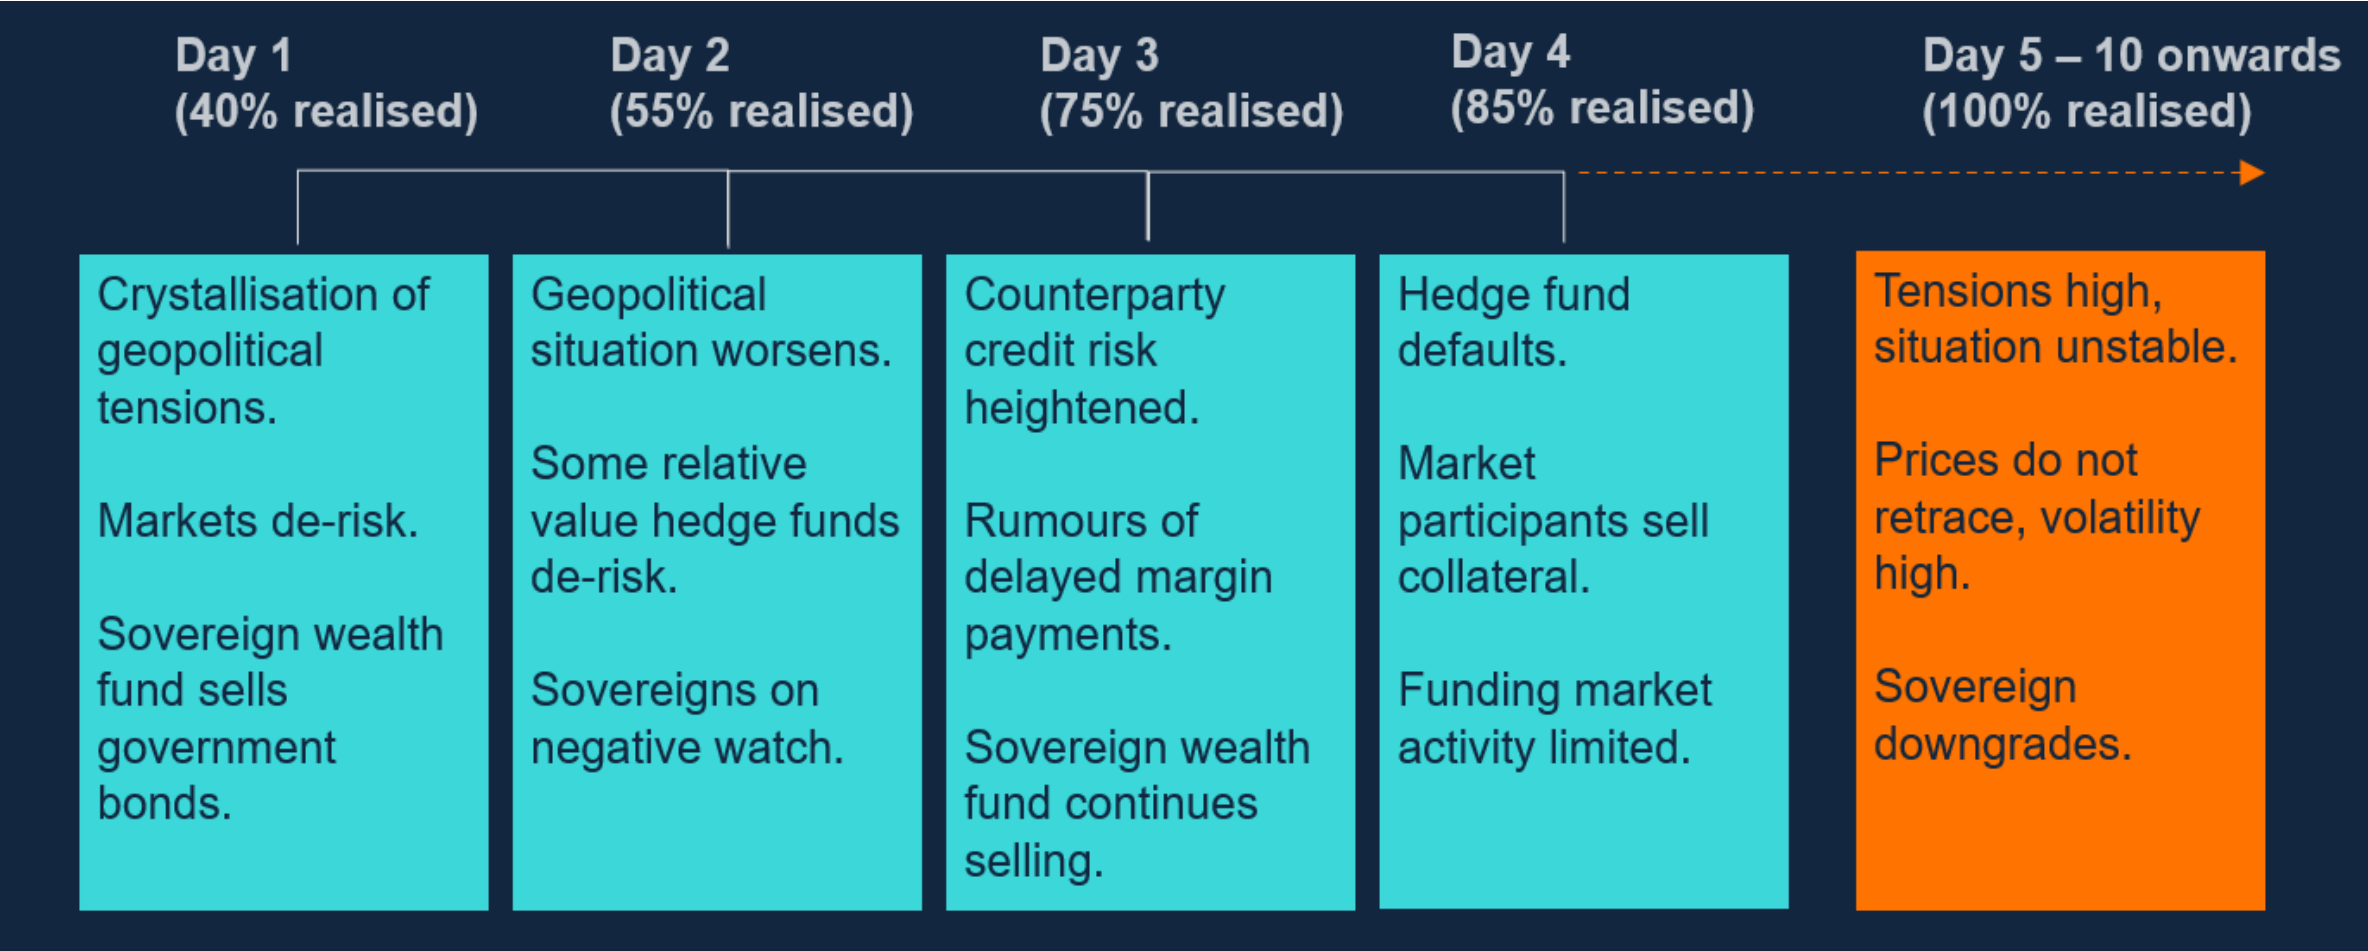 Day 1
(40% realised)
Day 2
(55% realised)
Day 3
(75% realised)
Day 4
(85% realised)
Day 5 – 10 onwards
(100% realised)
Crystallisation of
geopolitical
tensions.
Markets de-risk.
Sovereign wealth
fund sells
government
bonds.
Geopolitical
situation worsens.
Some relative
value hedge funds
de-risk.
Sovereigns on
negative watch.
Counterparty
credit risk
heightened.
Rumours of
delayed margin
payments.
Sovereign wealth
fund continues
selling.
Hedge fund
defaults.
Market
participants sell
collateral.
Funding market
activity limited.
Tensions high,
situation unstable.
Prices do not
retrace, volatility
high.
Sovereign
downgrades.